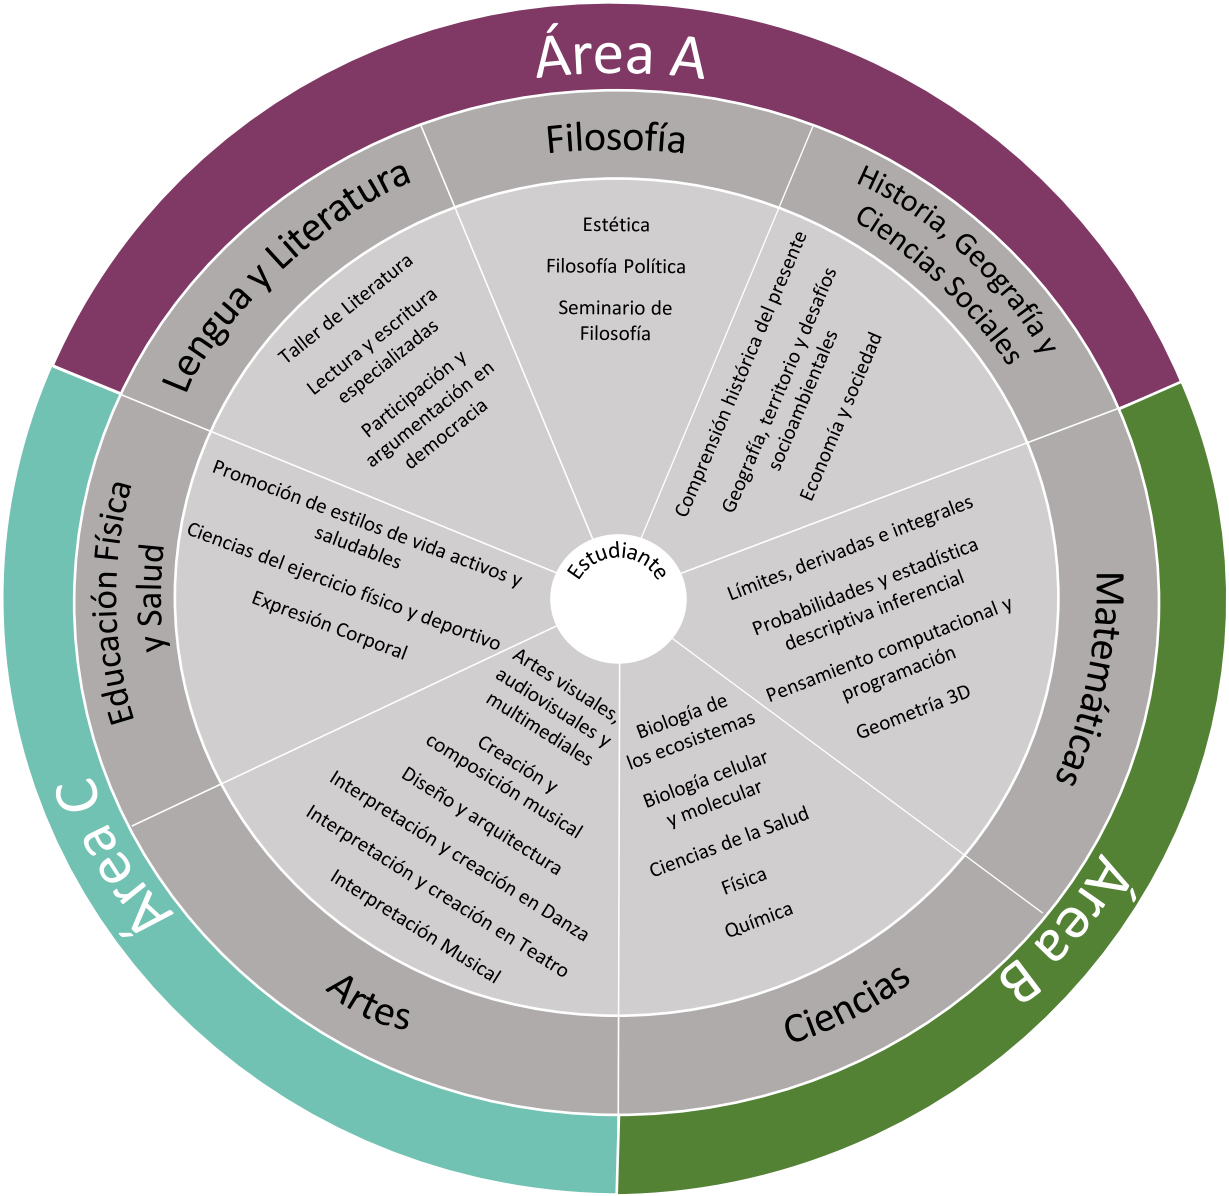 Área A
Filosofía
Estética
Filosofía Política
Seminario de
Filosofía
Historia, Geografía y
Ciencias Sociales
Comprensión histórica del presente
Geografía, territorio y desafíos
socioambientales
Economía y sociedad
Área B
Matemáticas
Límites, derivadas e integrales
Probabilidades y estadística
descriptiva inferencial
Pensamiento computacional y
programación
Geometría 3D
Ciencias
Biología de
los ecosistemas
Biología celular
y molecular
Ciencias de la Salud
Física
Química
Área C
Artes
Artes visuales,
audiovisuales y
multimediales
Creación y
composición musical
Diseño y arquitectura
Interpretación y creación en Danza
Interpretación y creación en Teatro
Interpretación Musical
Educación Física
y Salud
Promoción de estilos de vida activos y
saludables
Ciencias del ejercicio físico y deportivo
Expresión Corporal
Lengua y Literatura
Taller de Literatura
Lectura y escritura
especializadas
Participación y
argumentación en
democracia
Estudiante